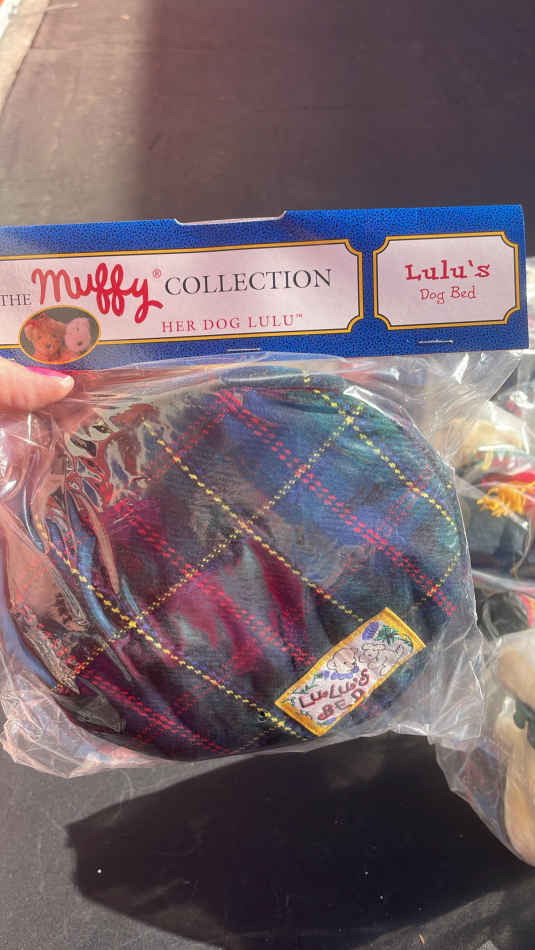 THE Muffy® COLLECTION
HER DOG LULU™
Lulu's
Dog Bed
LULU'S
BED